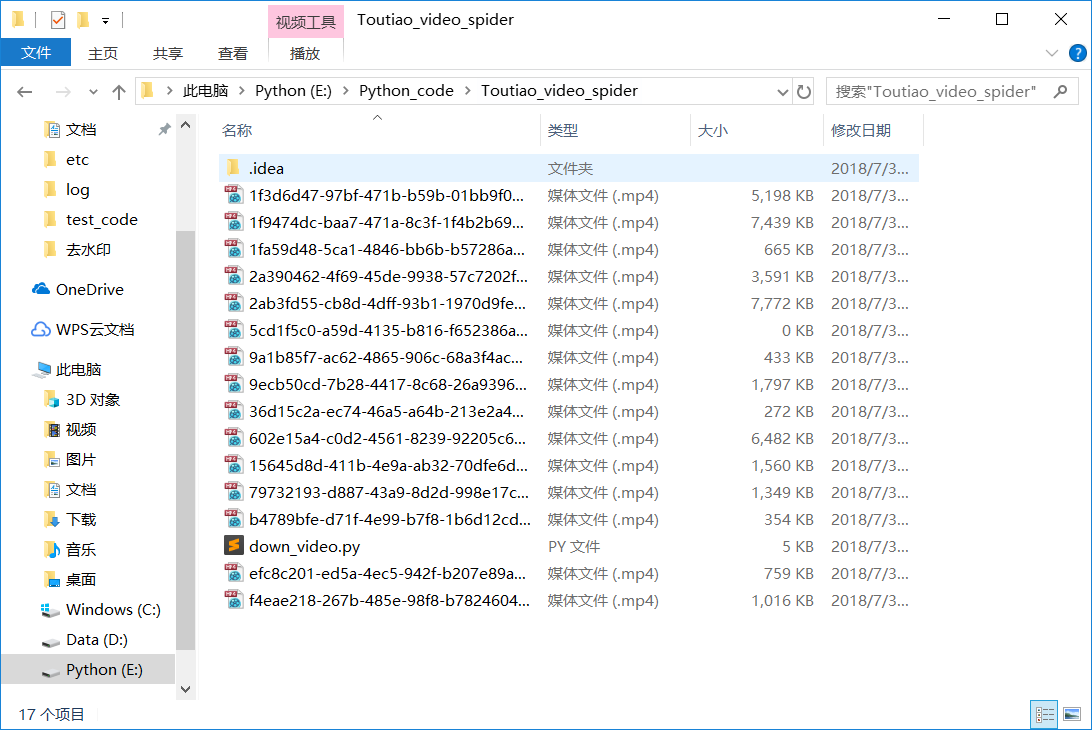 视频工具 Toutiao_video_spider
文件 主页 共享 查看 播放
此电脑 Python (E:) Python_code Toutiao_video_spider 搜索"Toutiao_video_spider"
文档
etc
log
test_code
去水印
OneDrive
WPS云文档
此电脑
3D 对象
视频
图片
文档
下载
音乐
桌面
Windows (C:)
Data (D:)
Python (E:)
名称 类型 大小 修改日期
.idea 文件夹 2018/7/3...
1f3d6d47-97bf-471b-b59b-01bb9f0... 媒体文件 (.mp4) 5,198 KB 2018/7/3...
1f9474dc-baa7-471a-8c3f-1f4b2b69... 媒体文件 (.mp4) 7,439 KB 2018/7/3...
1fa59d48-5ca1-4846-bb6b-b57286a... 媒体文件 (.mp4) 665 KB 2018/7/3...
2a390462-4f69-45de-9938-57c7202f... 媒体文件 (.mp4) 3,591 KB 2018/7/3...
2ab3fd55-cb8d-4dff-93b1-1970d9fe... 媒体文件 (.mp4) 7,772 KB 2018/7/3...
5cd1f5c0-a59d-4135-b816-f652386a... 媒体文件 (.mp4) 0 KB 2018/7/3...
9a1b85f7-ac62-4865-906c-68a3f4ac... 媒体文件 (.mp4) 433 KB 2018/7/3...
9ecb50cd-7b28-4417-8c68-26a9396... 媒体文件 (.mp4) 1,797 KB 2018/7/3...
36d15c2a-ec74-46a5-a64b-213e2a4... 媒体文件 (.mp4) 272 KB 2018/7/3...
602e15a4-c0d2-4561-8239-92205c6... 媒体文件 (.mp4) 6,482 KB 2018/7/3...
15645d8d-411b-4e9a-ab32-70dfe6d... 媒体文件 (.mp4) 1,560 KB 2018/7/3...
79732193-d887-43a9-8d2d-998e17c... 媒体文件 (.mp4) 1,349 KB 2018/7/3...
b4789bfe-d71f-4e99-b7f8-1b6d12cd... 媒体文件 (.mp4) 354 KB 2018/7/3...
down_video.py PY 文件 5 KB 2018/7/3...
efc8c201-ed5a-4ec5-942f-b207e89a... 媒体文件 (.mp4) 759 KB 2018/7/3...
f4eae218-267b-485e-98f8-b7824604... 媒体文件 (.mp4) 1,016 KB 2018/7/3...
17 个项目